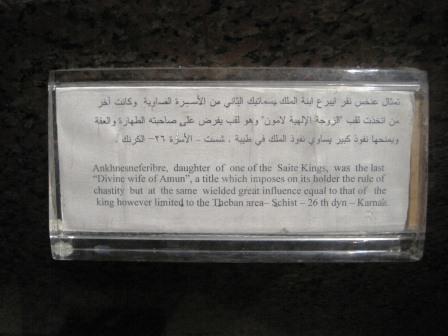 تمثال عنخس نفر ايبرع ابنة الملك بسماتيك الثاني من الأسرة الصاوية وكانت آخر
من اتخذت لقب "الزوجة الإلهية لامون" وهو لقب يفرض على صاحبته الطهارة والعفة
ويمنحها نفوذ كبير يساوي نفوذ الملك في طيبة . شست – الأسرة ٢٦– الكرنك .
Ankhnesneferibre, daughter of one of the Saite Kings, was the last
"Divine wife of Amun", a title which imposes on its holder the rule of
chastity but at the same wielded great influence equal to that of the
king however limited to the Theban area– Schist – 26 th dyn – Karnak.